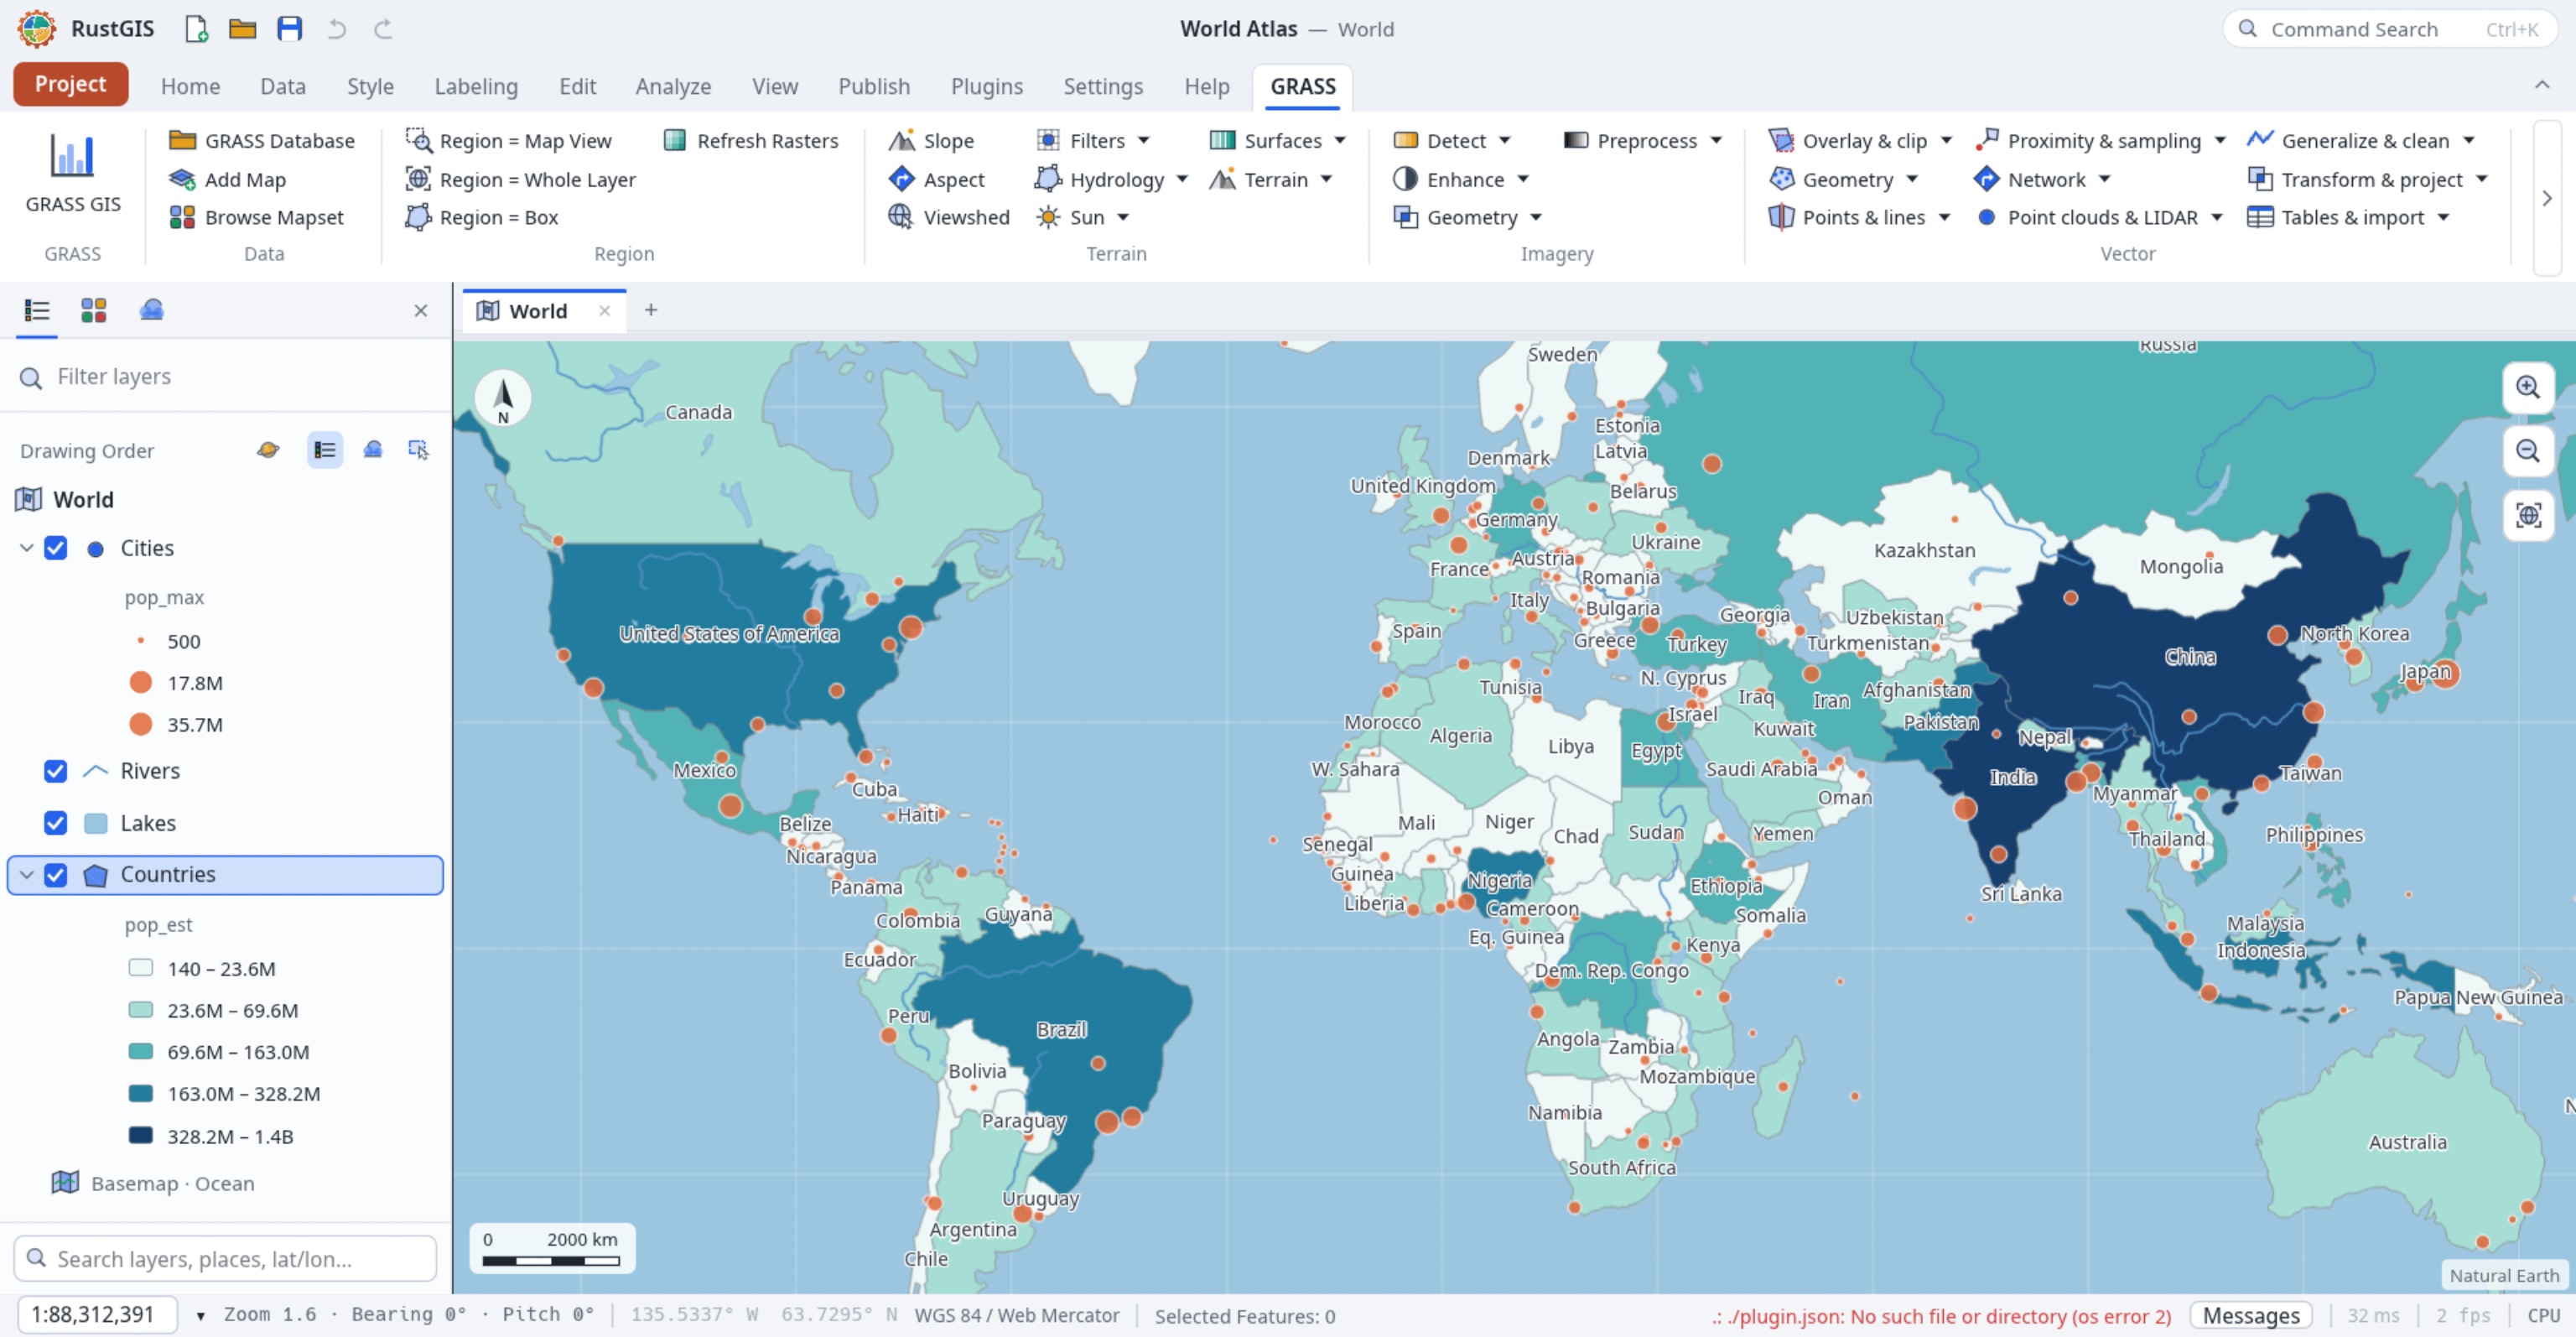 RustGIS
World Atlas — World
Command Search Ctrl+K
Project Home Data Style Labeling Edit Analyze View Publish Plugins Settings Help GRASS
GRASS GIS
GRASS
GRASS Database
Add Map
Browse Mapset
Data
Region = Map View
Region = Whole Layer
Region = Box
Refresh Rasters
Region
Slope
Aspect
Viewshed
Filters
Hydrology
Sun
Surfaces
Terrain
Terrain
Detect
Enhance
Geometry
Preprocess
Imagery
Overlay & clip
Geometry
Points & lines
Proximity & sampling
Network
Point clouds & LIDAR
Generalize & clean
Transform & project
Tables & import
Vector
World
Filter layers
Drawing Order
World
Cities
pop_max
500
17.8M
35.7M
Rivers
Lakes
Countries
pop_est
140 – 23.6M
23.6M – 69.6M
69.6M – 163.0M
163.0M – 328.2M
328.2M – 1.4B
Basemap · Ocean
Search layers, places, lat/lon...
N
Russia
Sweden
Canada
Estonia
Latvia
Denmark
United Kingdom
Belarus
Germany
Ukraine
Kazakhstan
Austria
France
Mongolia
Romania
Italy
Bulgaria
Georgia
Uzbekistan
Spain
United States of America
North Korea
Greece
Turkey
Turkmenistan
China
Japan
N. Cyprus
Tunisia
Iraq
Iran
Afghanistan
Israel
Morocco
Pakistan
Kuwait
Algeria
Nepal
Libya
Egypt
W. Sahara
Saudi Arabia
Mexico
India
Taiwan
Cuba
Oman
Myanmar
Haiti
Belize
Mali
Niger
Chad
Sudan
Yemen
Philippines
Thailand
Senegal
Nicaragua
Guinea
Nigeria
Ethiopia
Panama
Sri Lanka
Liberia
Cameroon
Guyana
Somalia
Colombia
Malaysia
Eq. Guinea
Kenya
Indonesia
Ecuador
Dem. Rep. Congo
Papua New Guinea
Peru
Brazil
Angola
Zambia
Bolivia
Mozambique
Namibia
Paraguay
Australia
South Africa
Uruguay
Argentina
Chile
0 2000 km
Natural Earth
1:88,312,391 Zoom 1.6 · Bearing 0° · Pitch 0° 135.5337° W 63.7295° N WGS 84 / Web Mercator Selected Features: 0 .: ./plugin.json: No such file or directory (os error 2) Messages 32 ms 2 fps CPU